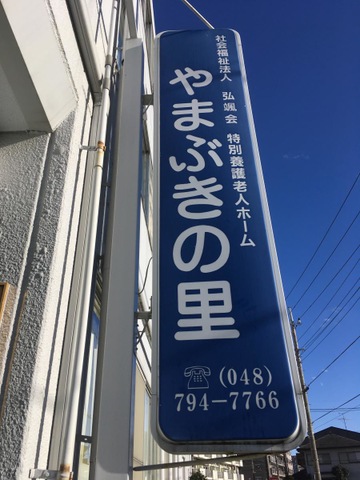 社会福祉法人 弘颯会 特別養護老人ホーム
やまぶきの里
(048)
794-7766